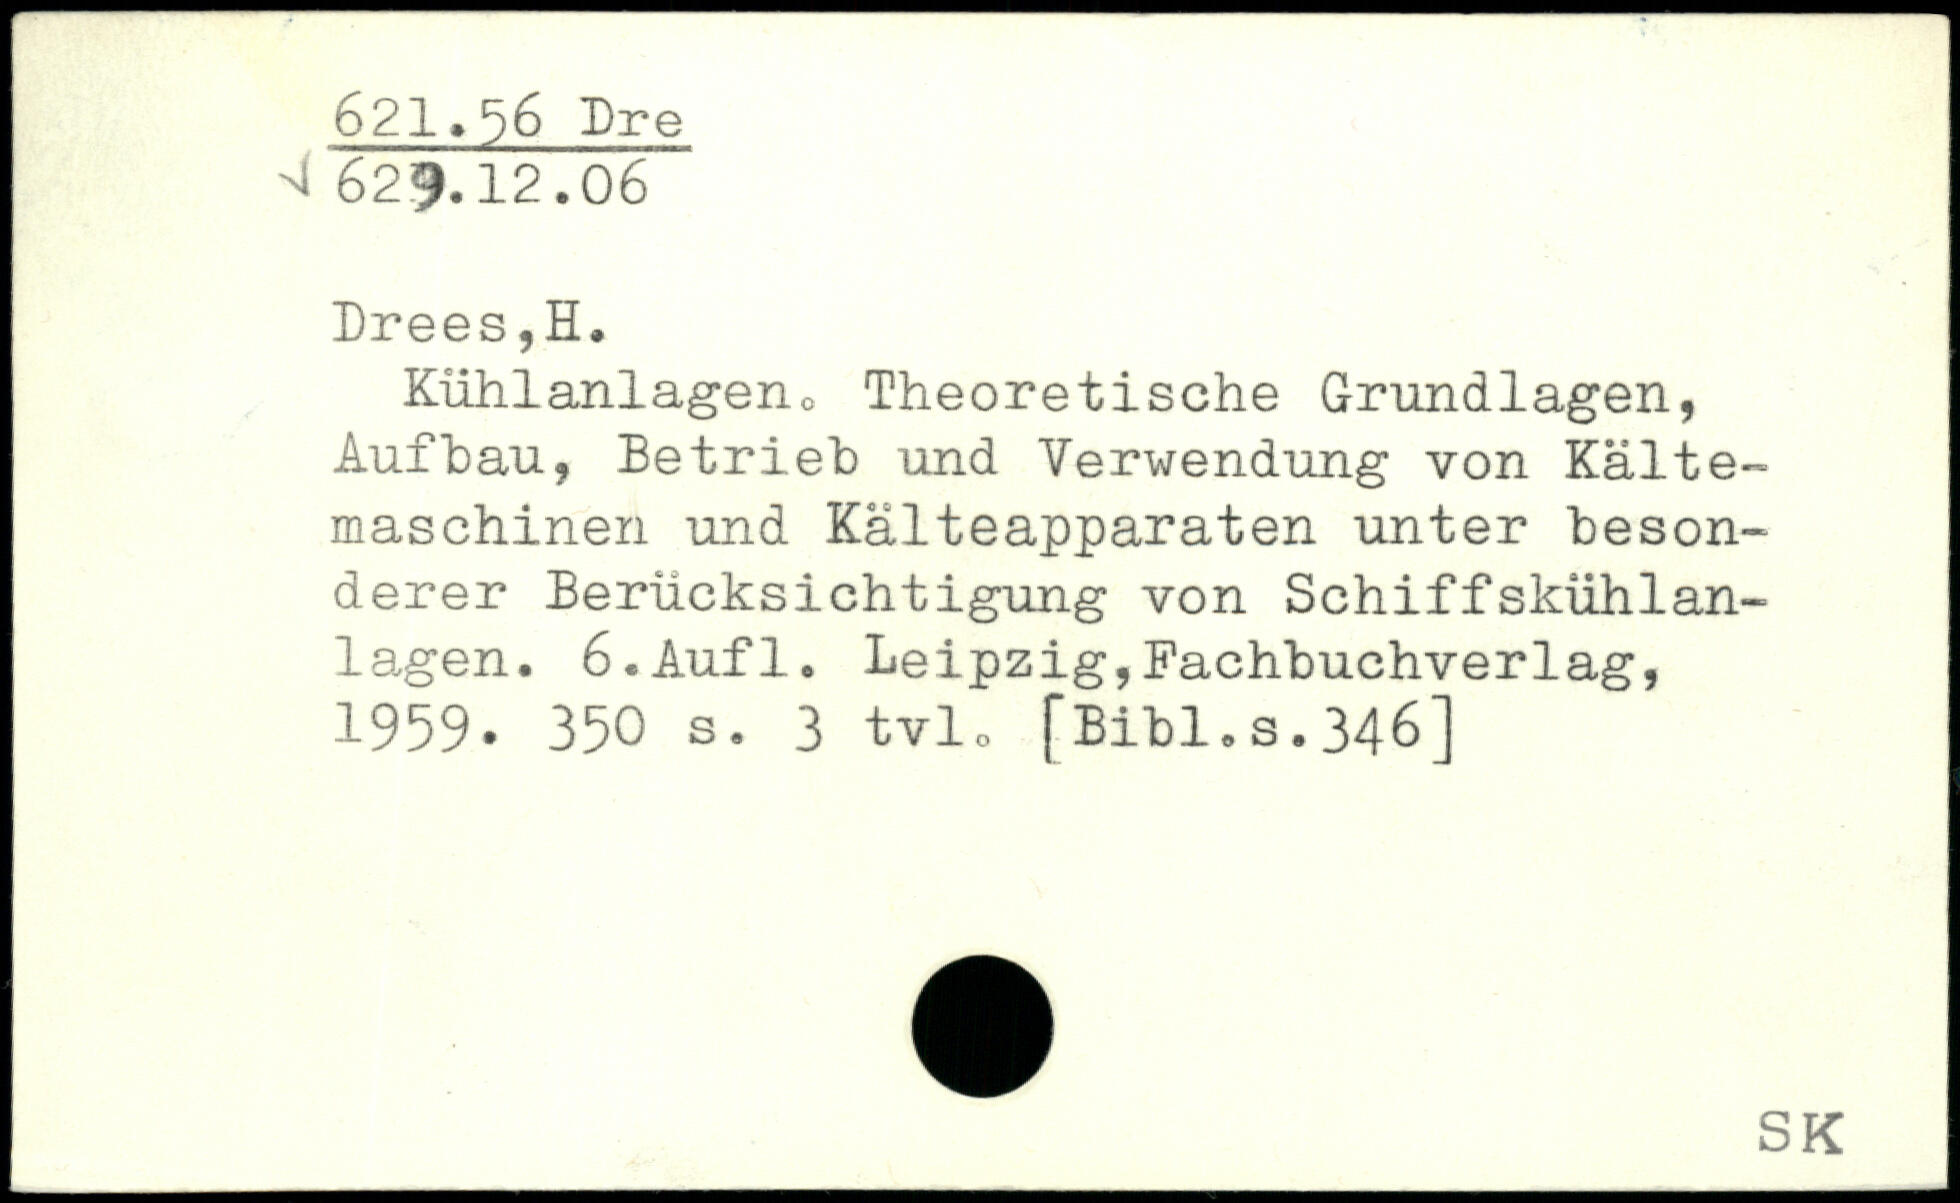 621.56 Dre
✓ 629.12.06
Drees,H.
Kühlanlagen. Theoretische Grundlagen,
Aufbau, Betrieb und Verwendung von Kälte-
maschinen und Kälteapparaten unter beson-
derer Berücksichtigung von Schiffskühlan-
lagen. 6.Aufl. Leipzig,Fachbuchverlag,
1959. 350 s. 3 tvl. [Bibl.s.346]
SK